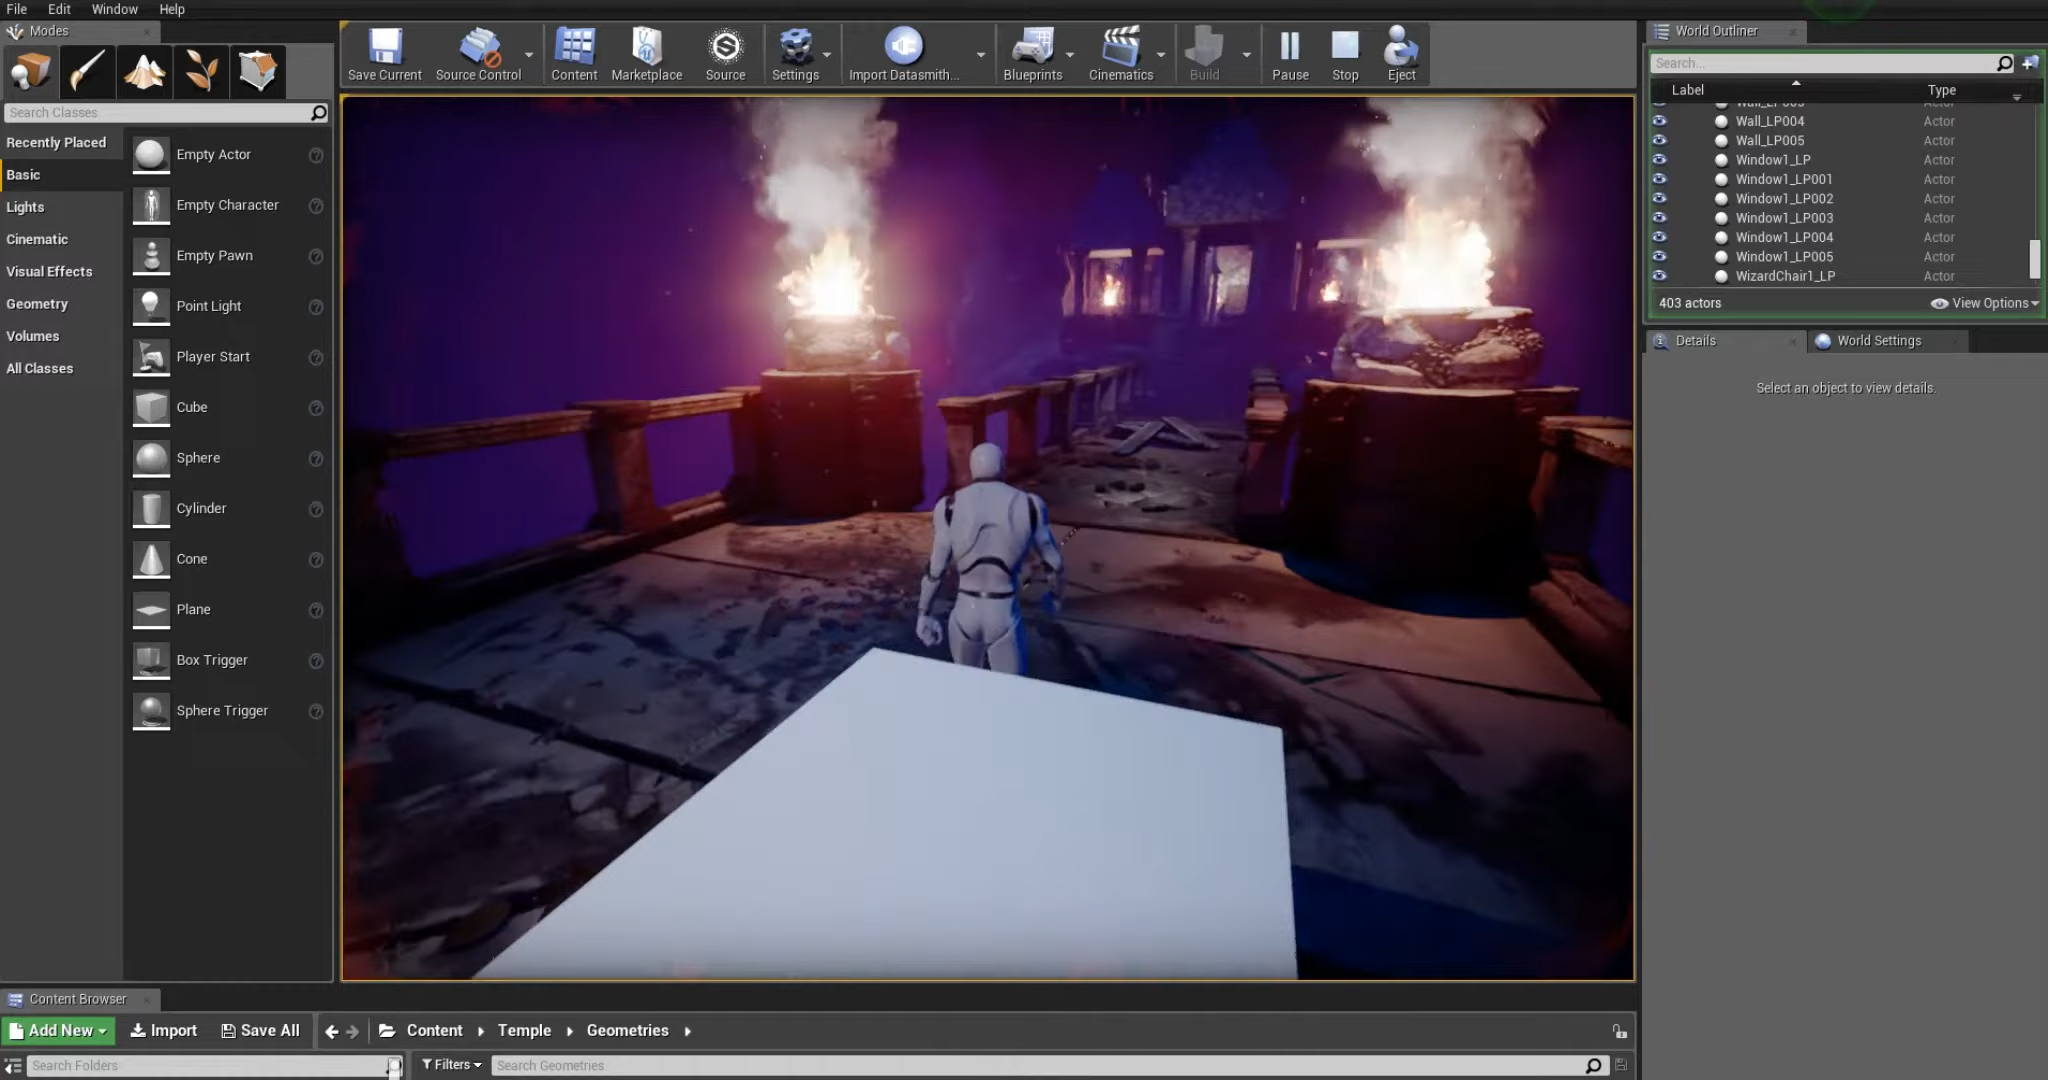 File Edit Window Help
Modes
Save Current
Source Control
Content
Marketplace
Source
Settings
Import Datasmith...
Blueprints
Cinematics
Build
Pause
Stop
Eject
Search Classes
Recently Placed
Basic
Lights
Cinematic
Visual Effects
Geometry
Volumes
All Classes
Empty Actor
Empty Character
Empty Pawn
Point Light
Player Start
Cube
Sphere
Cylinder
Cone
Plane
Box Trigger
Sphere Trigger
World Outliner
Search...
Label Type
Wall_LP004 Actor
Wall_LP005 Actor
Window1_LP Actor
Window1_LP001 Actor
Window1_LP002 Actor
Window1_LP003 Actor
Window1_LP004 Actor
Window1_LP005 Actor
WizardChair1_LP Actor
403 actors View Options
Details World Settings
Select an object to view details.
Content Browser
Add New Import Save All Content Temple Geometries
Search Folders Filters Search Geometries